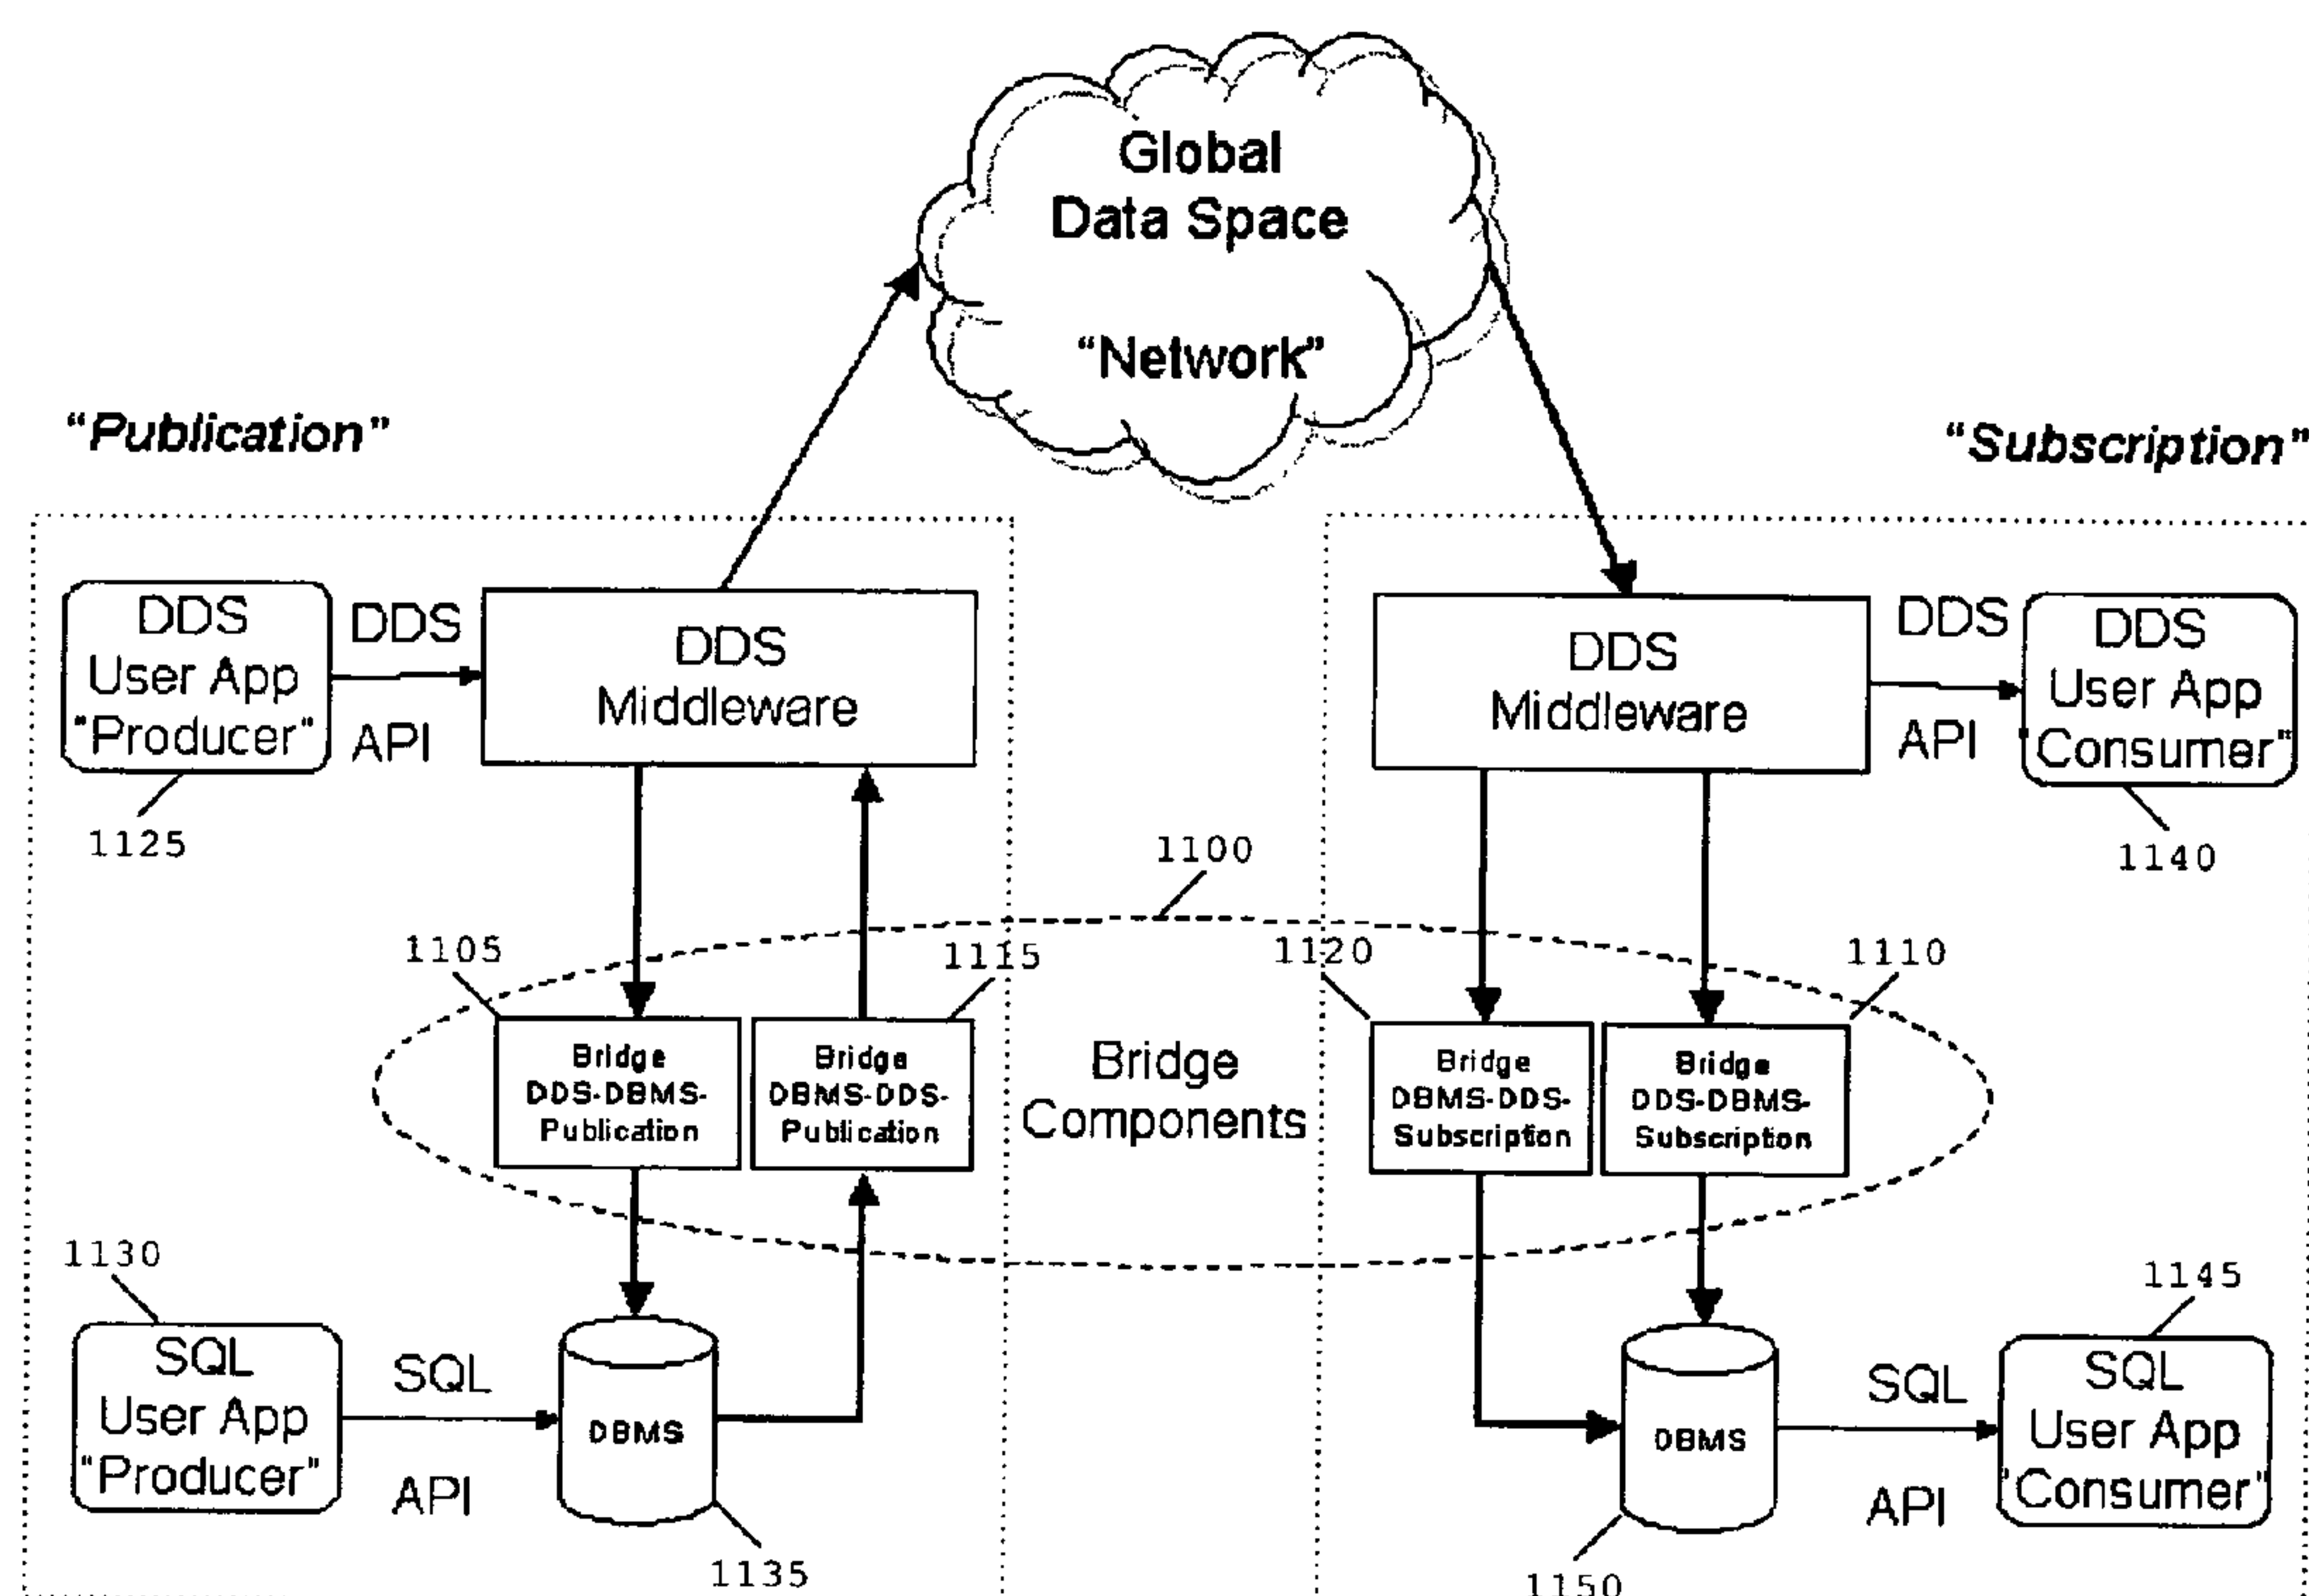 Global
Data Space
“Network”
“Publication”
“Subscription”
DDS
User App
"Producer"
DDS
API
DDS
Middleware
1125
DDS
Middleware
DDS
API
DDS
User App
"Consumer"
1140
1100
1105
1115
1120
1110
Bridge
DDS-DBMS-
Publication
Bridge
DBMS-DDS-
Publication
Bridge
Components
Bridge
DBMS-DDS-
Subscription
Bridge
DDS-DBMS-
Subscription
1130
SQL
User App
"Producer"
SQL
API
DBMS
1135
DBMS
1150
SQL
API
1145
SQL
User App
"Consumer"